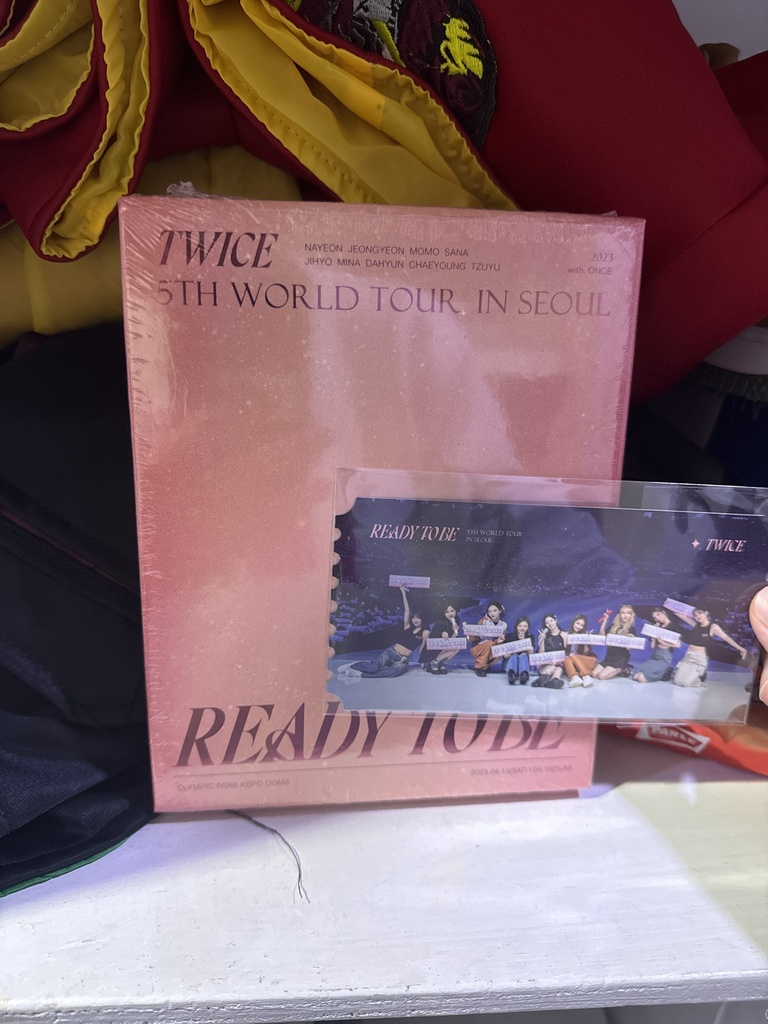 TWICE
NAYEON JEONGYEON MOMO SANA
JIHYO MINA DAHYUN CHAEYOUNG TZUYU
2023
with ONCE
5TH WORLD TOUR IN SEOUL
READY TO BE
5TH WORLD TOUR
IN SEOUL
TWICE
READY TO BE
OLYMPIC PARK KSPO DOME
PARLE